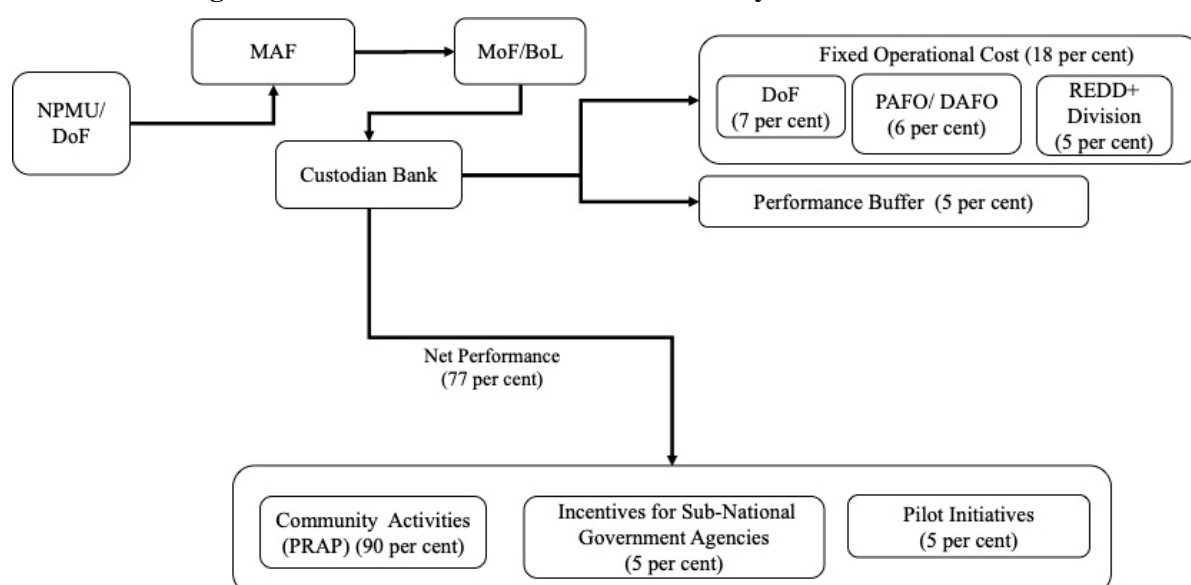 MAF
MoF/BoL
NPMU/
DoF
Custodian Bank
Fixed Operational Cost (18 per cent)
DoF
(7 per cent)
PAFO/ DAFO
(6 per cent)
REDD+
Division
(5 per cent)
Performance Buffer (5 per cent)
Net Performance
(77 per cent)
Community Activities
(PRAP) (90 per cent)
Incentives for Sub-National
Government Agencies
(5 per cent)
Pilot Initiatives
(5 per cent)